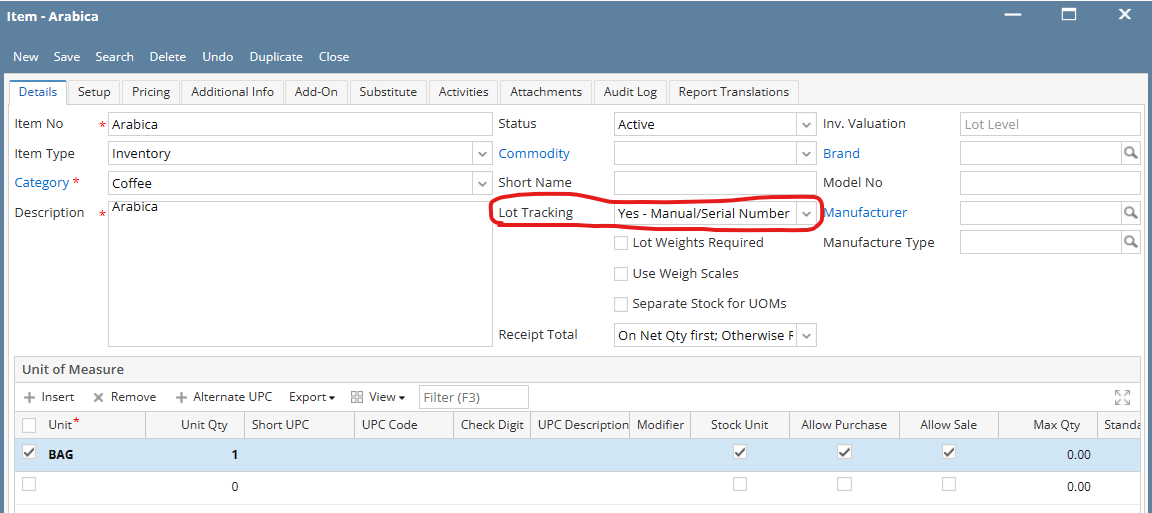 Item - Arabica
New Save Search Delete Undo Duplicate Close
Details Setup Pricing Additional Info Add-On Substitute Activities Attachments Audit Log Report Translations
Item No * Arabica Status Active Inv. Valuation Lot Level
Item Type Inventory Commodity Brand
Category * Coffee Short Name Model No
Description * Arabica Lot Tracking Yes - Manual/Serial Number Manufacturer
Lot Weights Required Manufacture Type
Use Weigh Scales
Separate Stock for UOMs
Receipt Total On Net Qty first; Otherwise
Unit of Measure
Insert Remove Alternate UPC Export View Filter (F3)
Unit* Unit Qty Short UPC UPC Code Check Digit UPC Description Modifier Stock Unit Allow Purchase Allow Sale Max Qty Standa
BAG 1 0.00
0 0.00